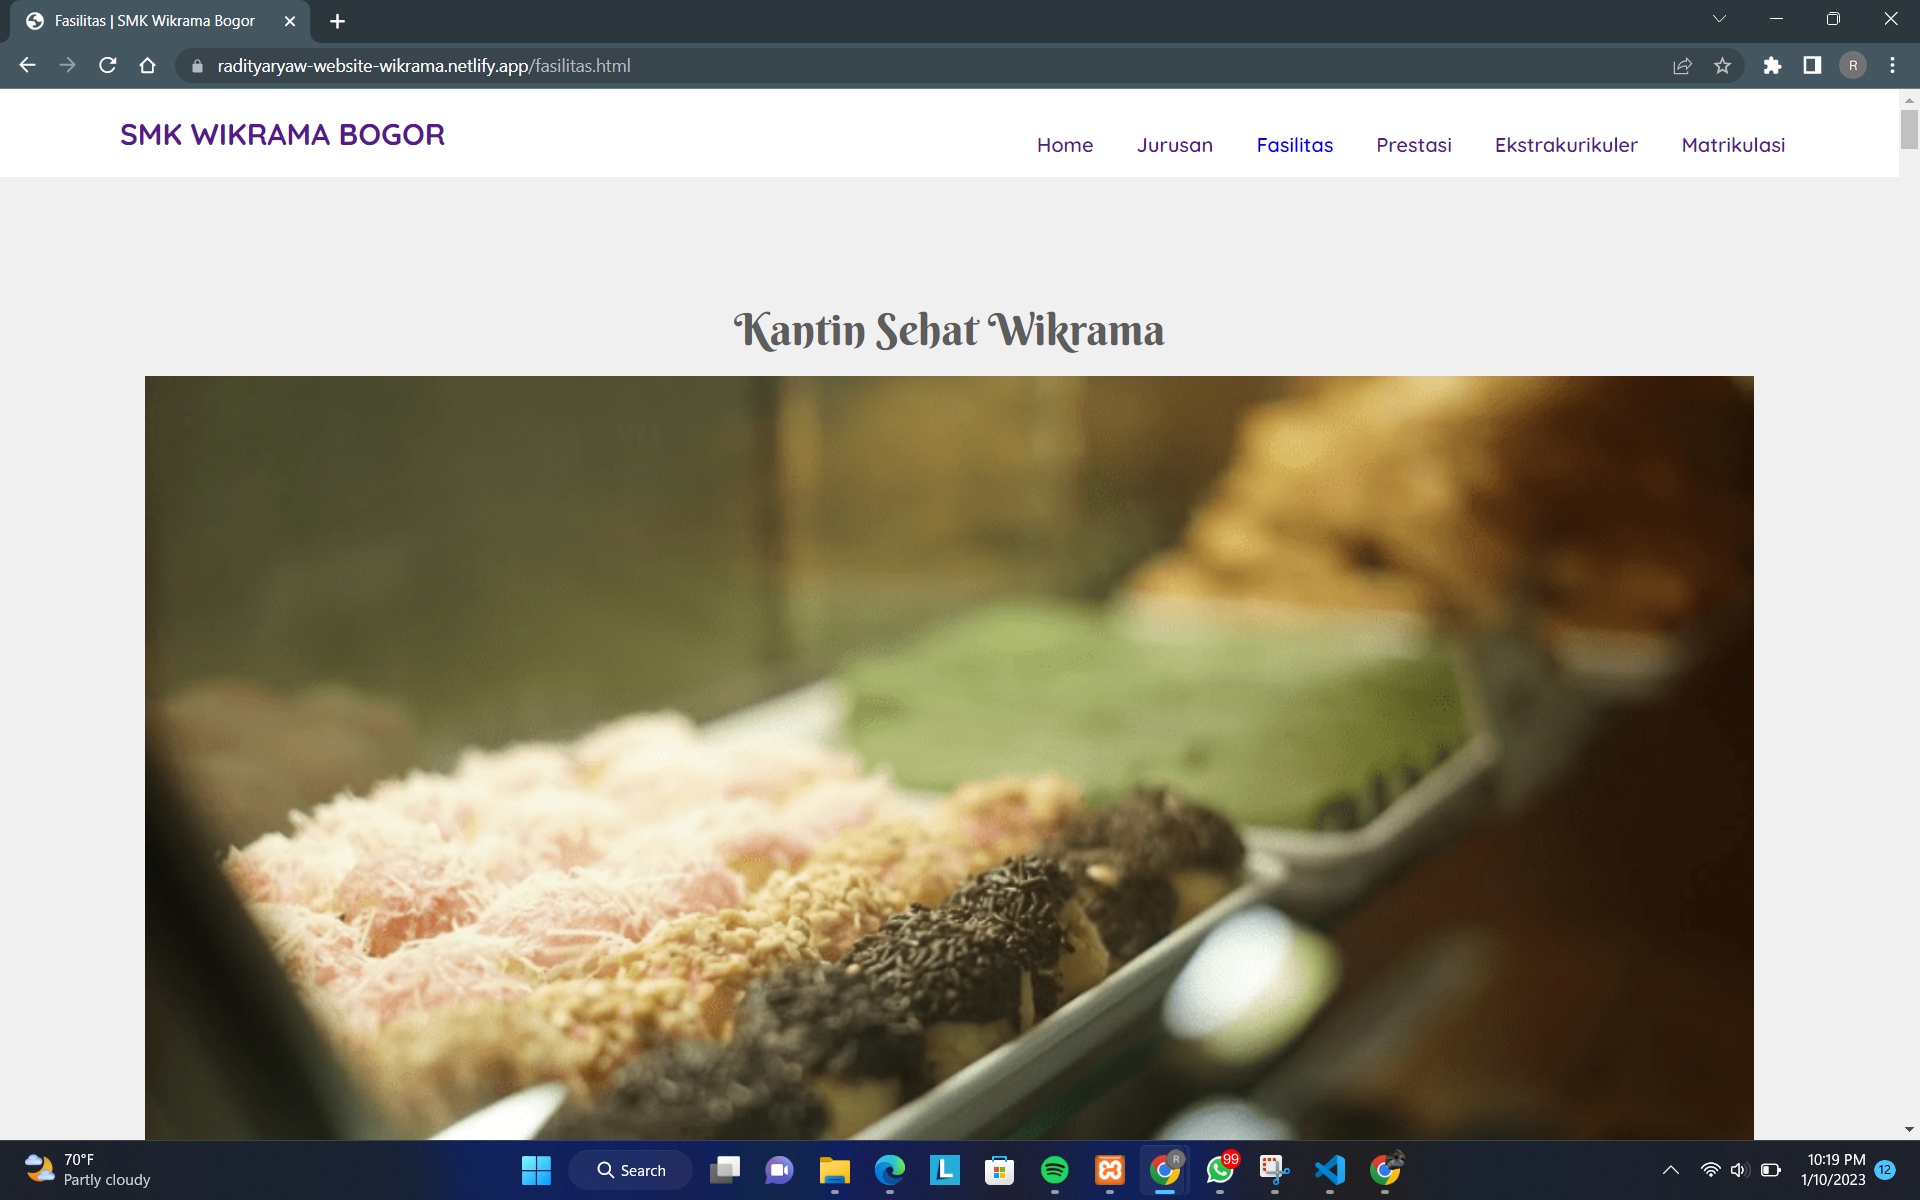 Fasilitas | SMK Wikrama Bogor
radityaryaw-website-wikrama.netlify.app/fasilitas.html
R
SMK WIKRAMA BOGOR
Home Jurusan Fasilitas Prestasi Ekstrakurikuler Matrikulasi
Kantin Sehat Wikrama
70°F
Partly cloudy
Search
L
R
99
10:19 PM
1/10/2023
12